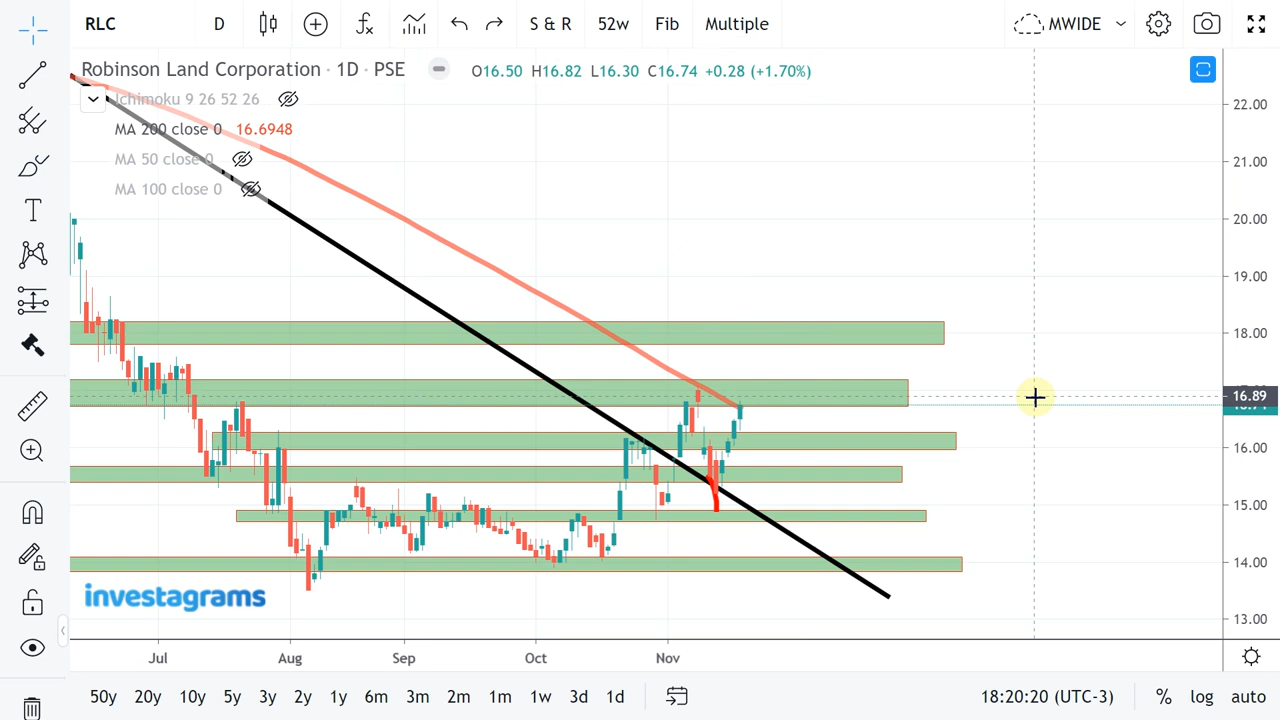 RLC D S & R 52w Fib Multiple MWIDE
Robinson Land Corporation · 1D · PSE O16.50 H16.82 L16.30 C16.74 +0.28 (+1.70%)
Ichimoku 9 26 52 26
MA 200 close 0 16.6948
MA 50 close 0
MA 100 close 0
22.00
21.00
20.00
19.00
18.00
16.89
16.00
15.00
14.00
13.00
investagrams
Jul Aug Sep Oct Nov
50y 20y 10y 5y 3y 2y 1y 6m 3m 2m 1m 1w 3d 1d 18:20:20 (UTC-3) % log auto